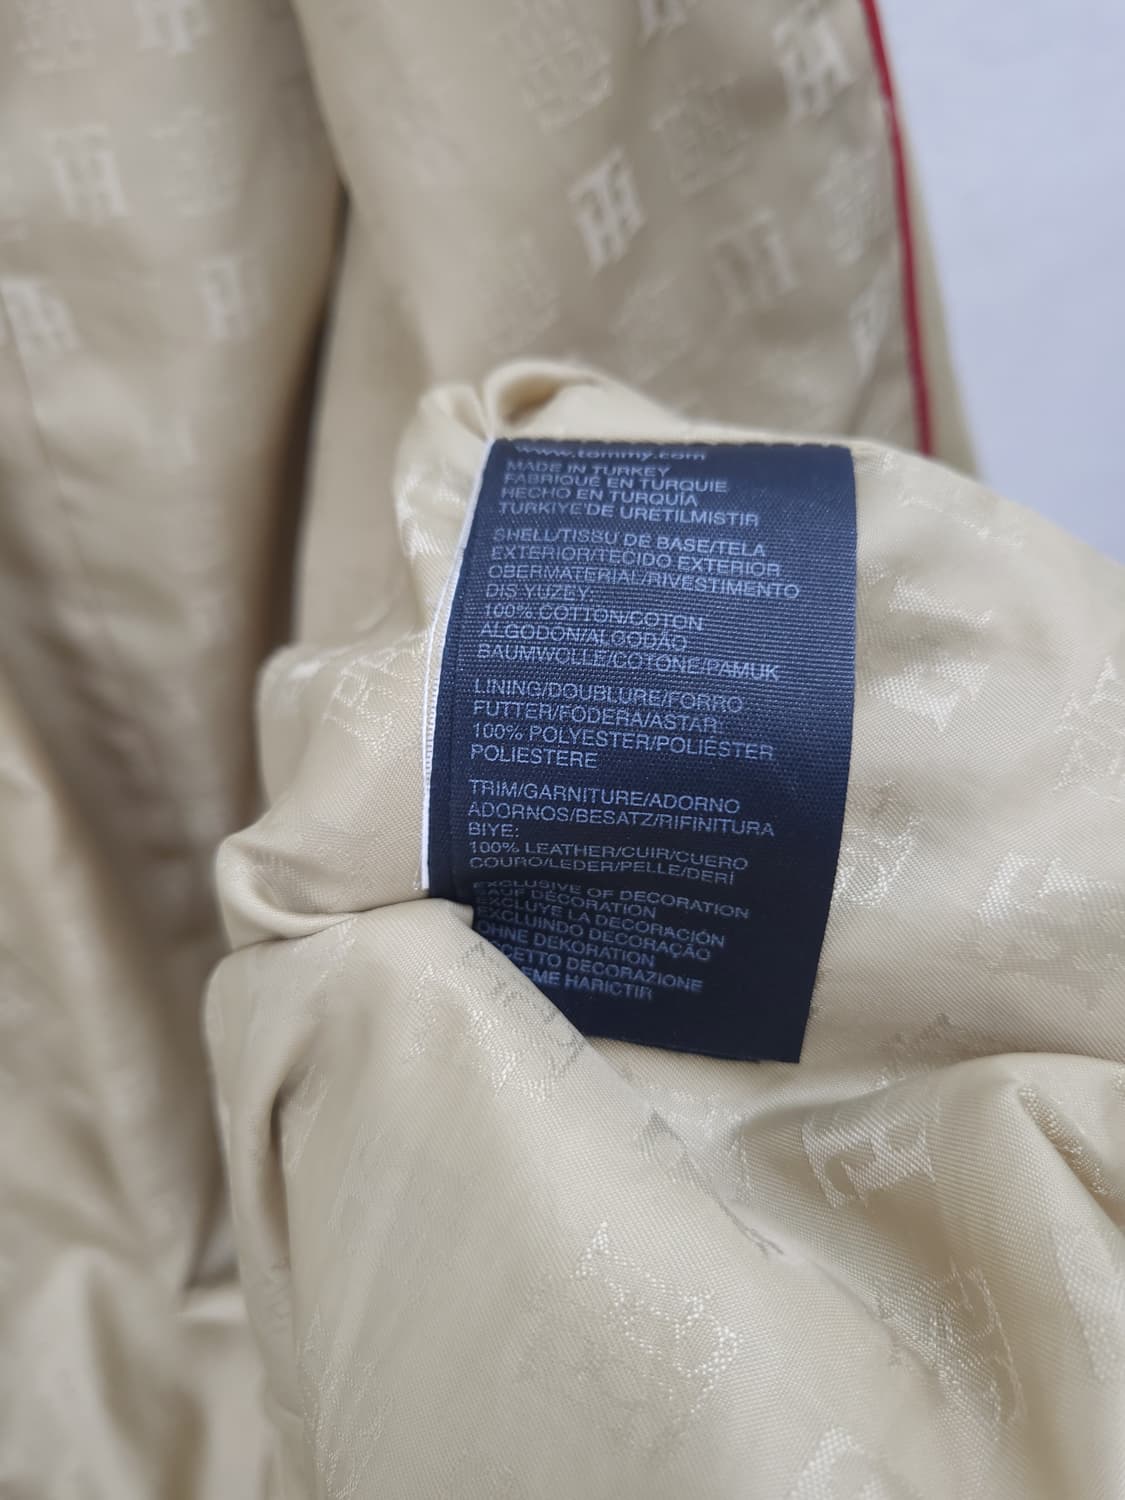 www.tommy.com
MADE IN TURKEY
FABRIQUÉ EN TURQUIE
HECHO EN TURQUÍA
TURKIYE'DE URETILMISTIR
SHELL/TISSU DE BASE/TELA
EXTERIOR/TECIDO EXTERIOR
OBERMATERIAL/RIVESTIMENTO
DIS YUZEY:
100% COTTON/COTON
ALGODON/ALGODÃO
BAUMWOLLE/COTONE/PAMUK
LINING/DOUBLURE/FORRO
FUTTER/FODERA/ASTAR:
100% POLYESTER/POLIÉSTER
POLIESTERE
TRIM/GARNITURE/ADORNO
ADORNOS/BESATZ/RIFINITURA
BIYE:
100% LEATHER/CUIR/CUERO
COURO/LEDER/PELLE/DERİ
EXCLUSIVE OF DECORATION
SAUF DÉCORATION
EXCLUYE LA DECORACIÓN
EXCLUINDO DECORAÇÃO
OHNE DEKORATION
DECORAZIONE
HARICTIR